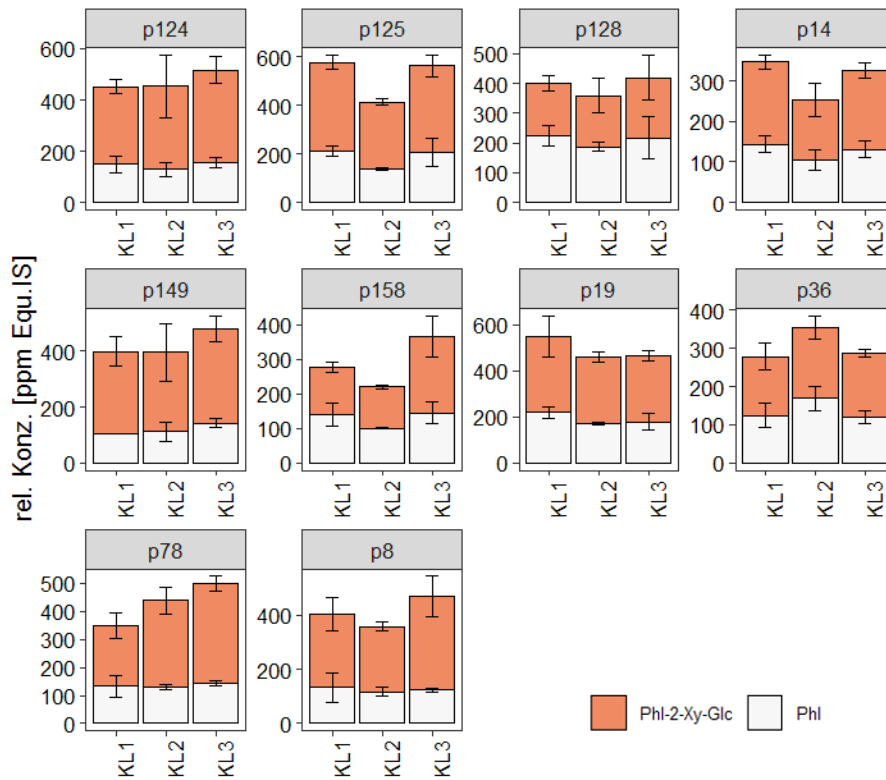 p124 p125 p128 p14
600 600 500 300
400 400 400 200
200 200 300 100
0 0 200 0
100
0
KL1 KL2 KL3 KL1 KL2 KL3 KL1 KL2 KL3 KL1 KL2 KL3
rel. Konz. [ppm Equ.IS]
p149 p158 p19 p36
400 400 600 400
200 300 400 300
0 200 200 200
100 0 100
0 0
KL1 KL2 KL3 KL1 KL2 KL3 KL1 KL2 KL3 KL1 KL2 KL3
p78 p8
500 400
400 200
300 0
200
100
0
KL1 KL2 KL3 KL1 KL2 KL3
Phl-2-Xy-Glc Phl